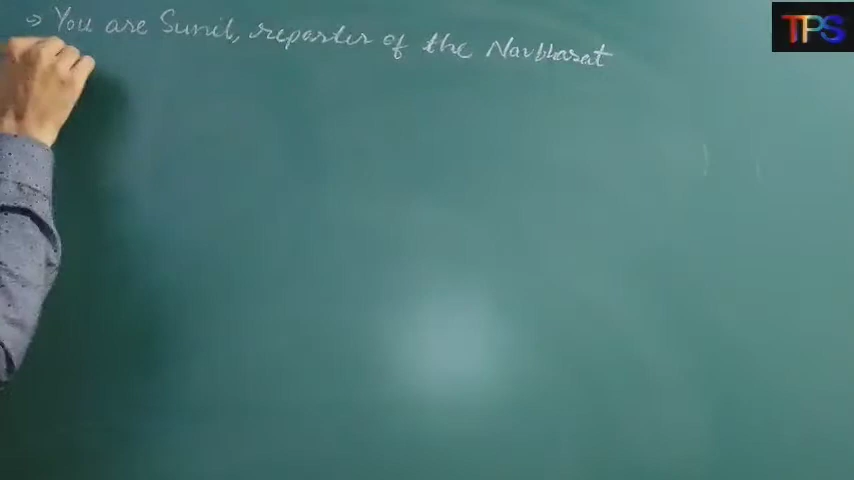 TPS
→ You are Sunil, reporter of the Navbharat